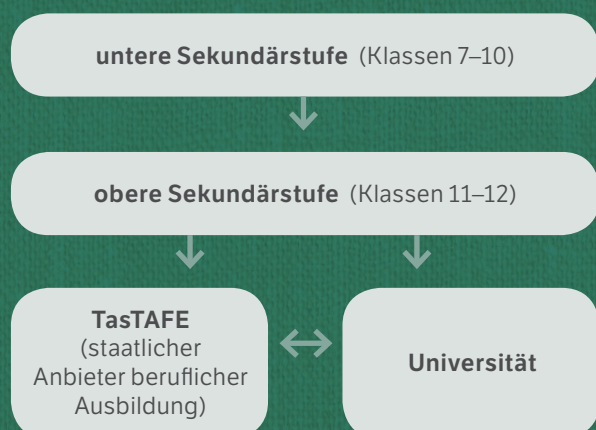 untere Sekundärstufe (Klassen 7–10)
obere Sekundärstufe (Klassen 11–12)
TasTAFE
(staatlicher
Anbieter beruflicher
Ausbildung)
Universität